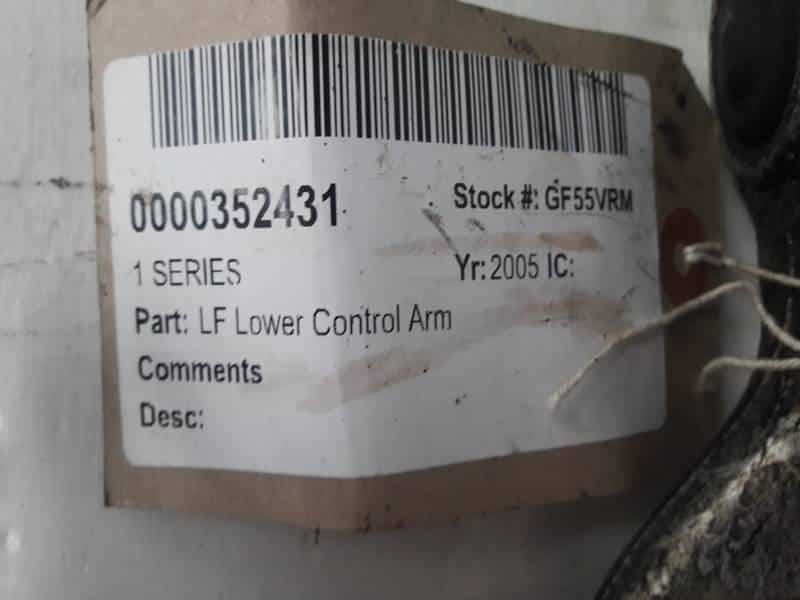 0000352431 Stock #: GF55VRM
1 SERIES Yr: 2005 IC:
Part: LF Lower Control Arm
Comments
Desc: